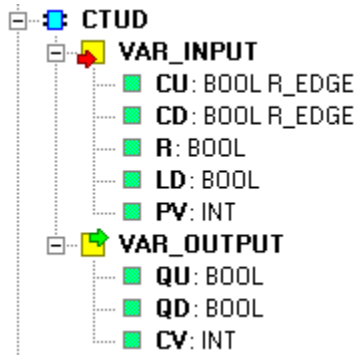 CTUD
VAR_INPUT
CU: BOOL R_EDGE
CD: BOOL R_EDGE
R: BOOL
LD: BOOL
PV: INT
VAR_OUTPUT
QU: BOOL
QD: BOOL
CV: INT